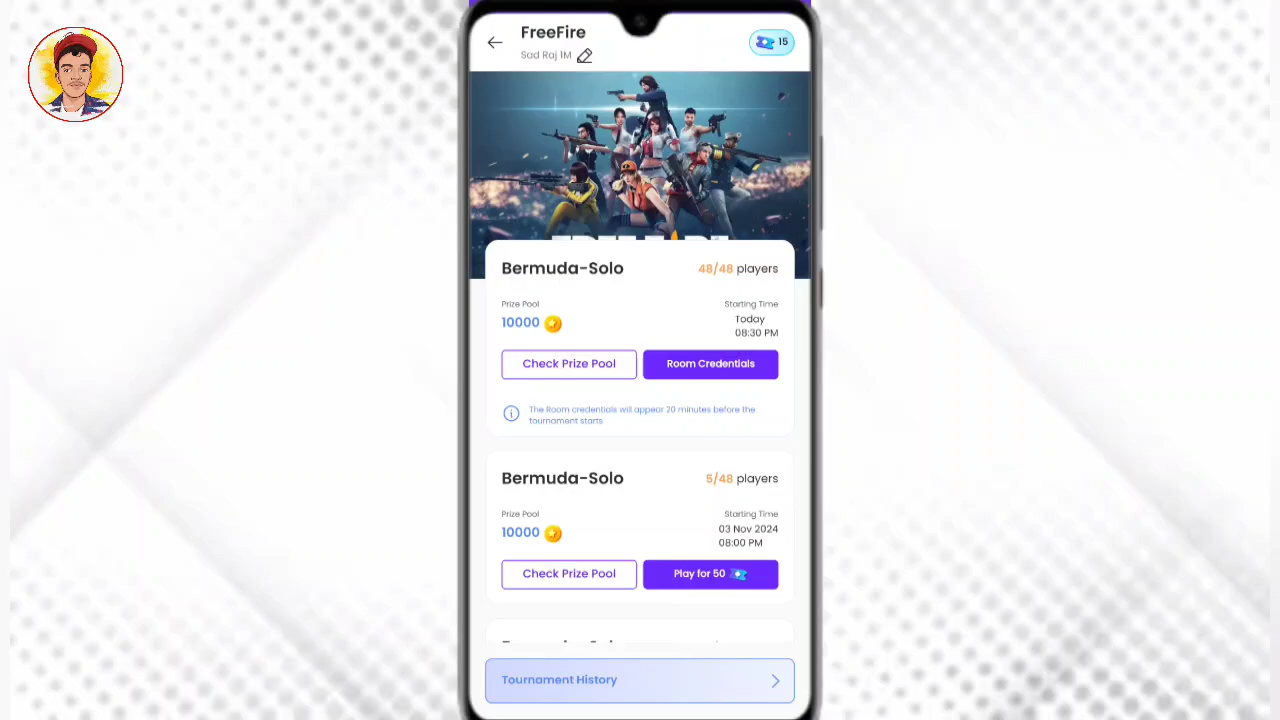 FreeFire
Sad Raj 1M
15
Bermuda-Solo
48/48 players
Prize Pool
Starting Time
10000
Today
08:30 PM
Check Prize Pool
Room Credentials
The Room credentials will appear 20 minutes before the
tournament starts
Bermuda-Solo
5/48 players
Prize Pool
Starting Time
10000
03 Nov 2024
08:00 PM
Check Prize Pool
Play for 50
Tournament History